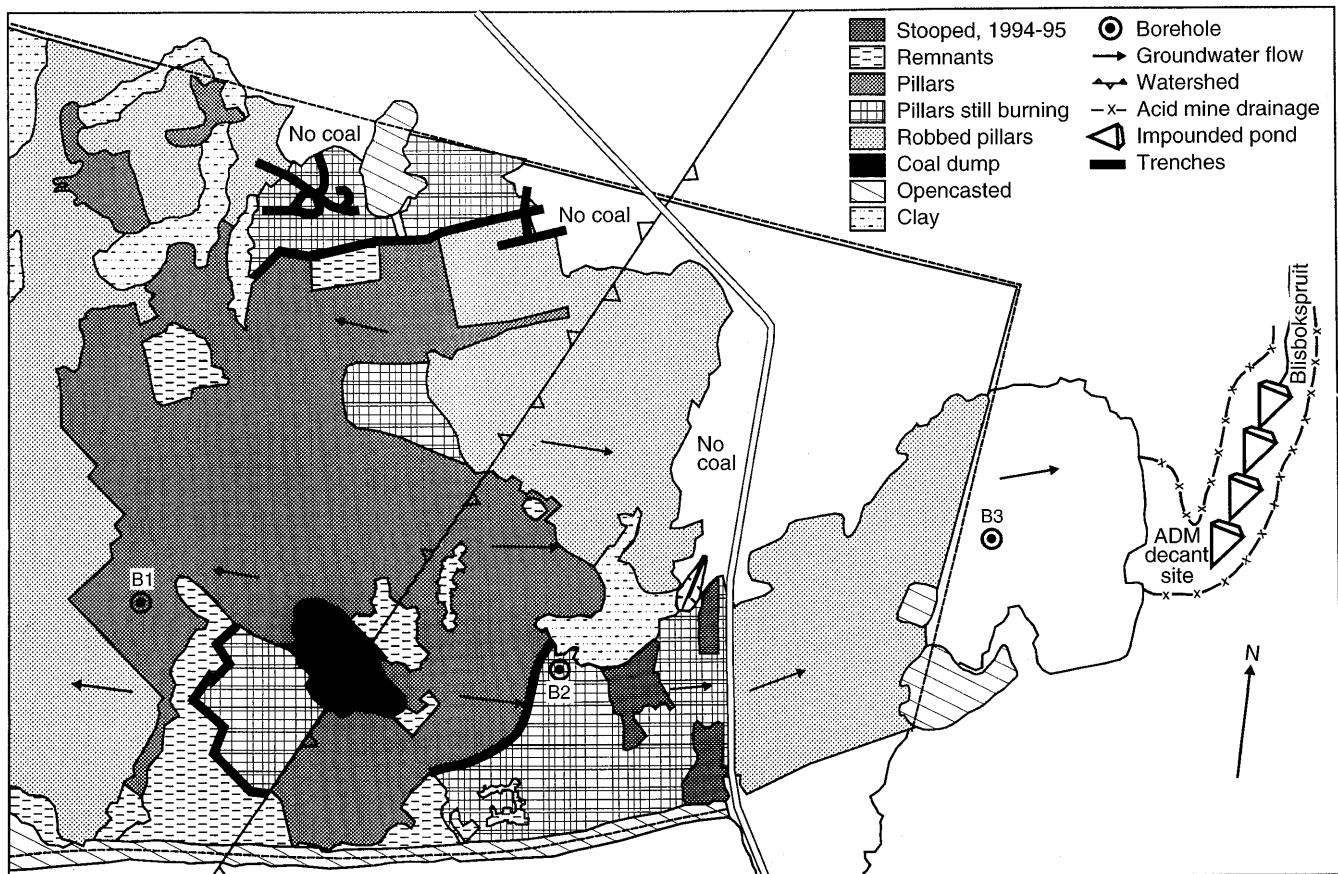 Stooped, 1994-95
Remnants
Pillars
Pillars still burning
Robbed pillars
Coal dump
Opencasted
Clay
Borehole
Groundwater flow
Watershed
Acid mine drainage
Impounded pond
Trenches
No coal
No coal
No
coal
Blisbokspruit
B3
ADM
decant
site
B1
B2
N